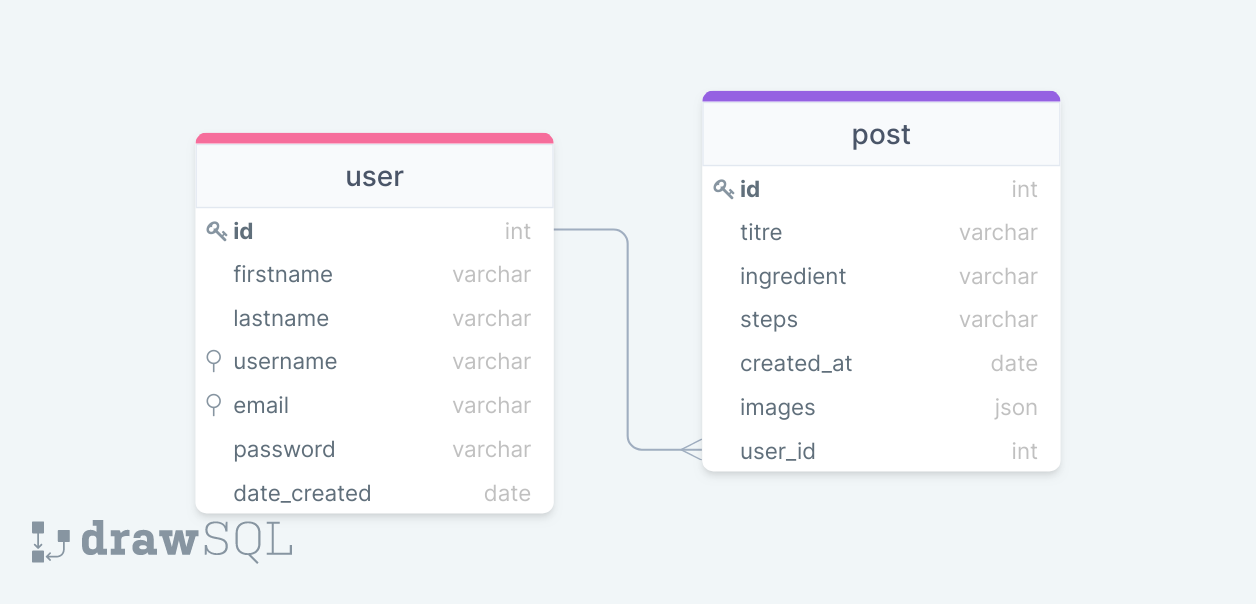 user
id int
firstname varchar
lastname varchar
username varchar
email varchar
password varchar
date_created date
post
id int
titre varchar
ingredient varchar
steps varchar
created_at date
images json
user_id int
drawSQL